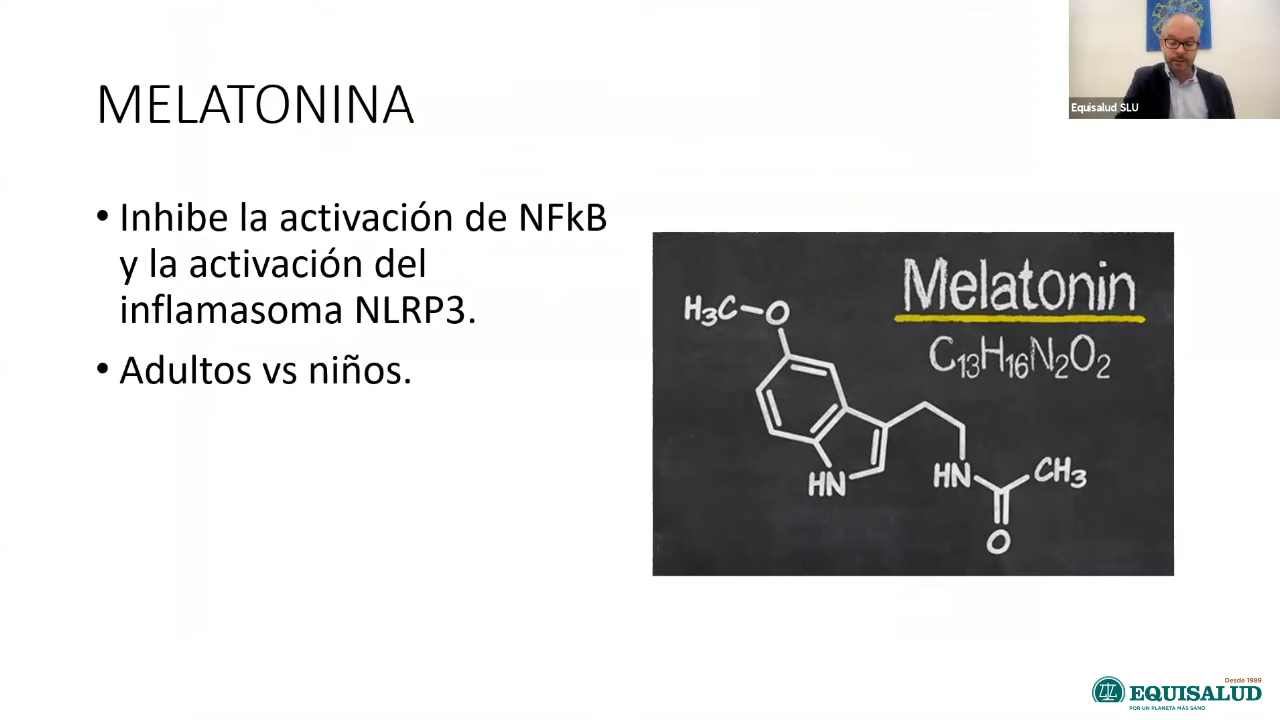 MELATONINA
Equisalud SLU
• Inhibe la activación de NFkB
y la activación del
inflamasoma NLRP3.
• Adultos vs niños.
Melatonin
C13H16N2O2
H3C
O
HN
HN
CH3
O
Desde 1989
EQUISALUD
POR UN PLANETA MÁS SANO